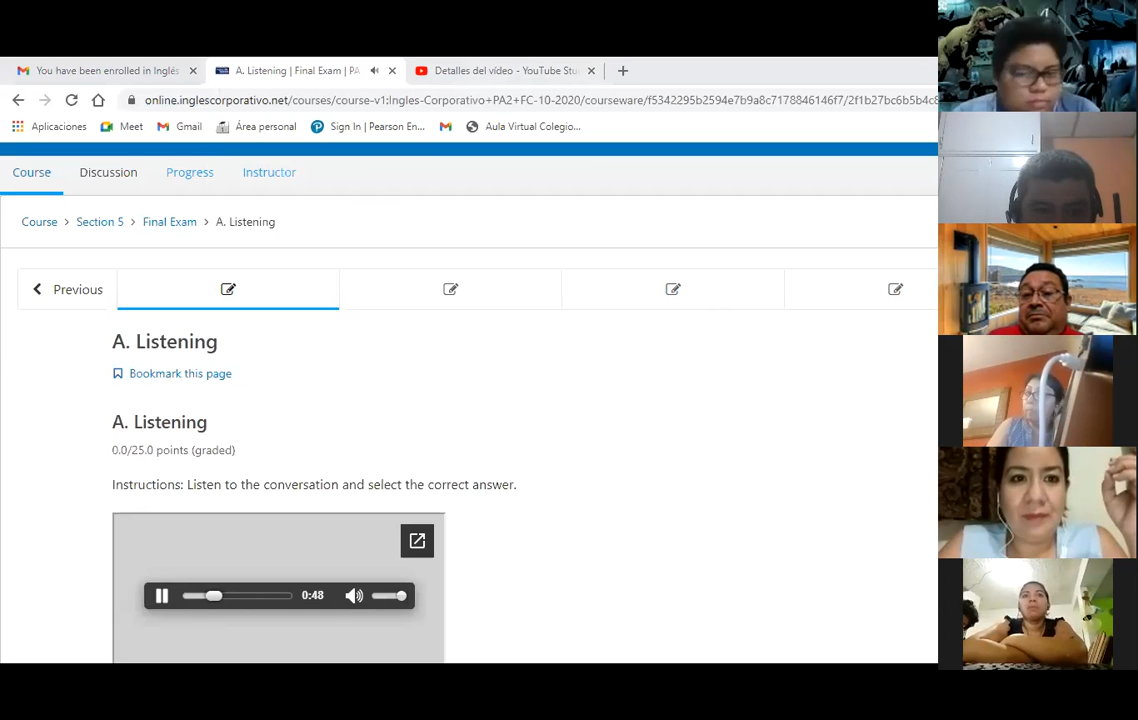 You have been enrolled in Inglés
A. Listening | Final Exam | PA
Detalles del vídeo - YouTube Stu
online.inglescorporativo.net/courses/course-v1:Ingles-Corporativo+PA2+FC-10-2020/courseware/f5342295b2594e7b9a8c7178846146f7/2f1b27bc6b5b4c8
Aplicaciones
Meet
Gmail
Área personal
Sign In | Pearson En...
Aula Virtual Colegio...
Course
Discussion
Progress
Instructor
Course > Section 5 > Final Exam > A. Listening
Previous
A. Listening
Bookmark this page
A. Listening
0.0/25.0 points (graded)
Instructions: Listen to the conversation and select the correct answer.
0:48